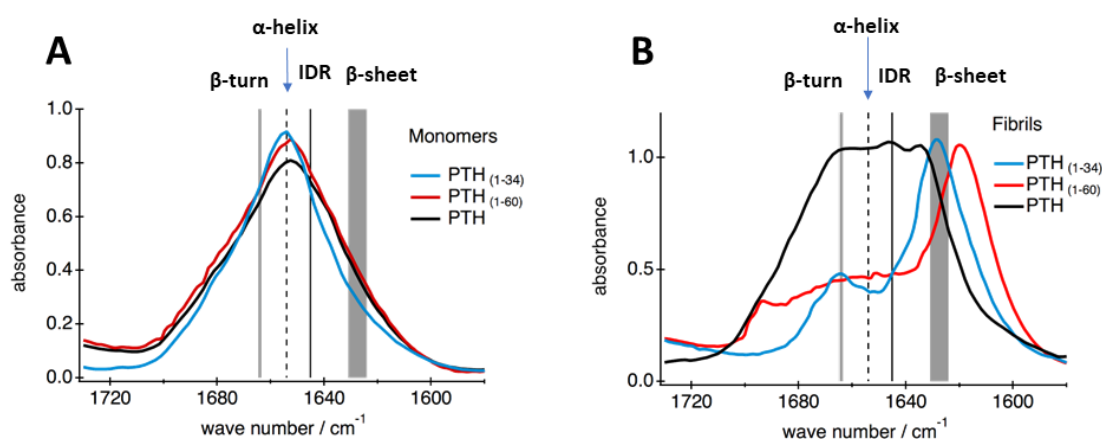 A
α-helix
β-turn
IDR
β-sheet
Monomers
PTH (1-34)
PTH (1-60)
PTH
absorbance
1.0
0.8
0.6
0.4
0.2
0.0
1720
1680
1640
1600
wave number / cm-1
B
α-helix
β-turn
IDR
β-sheet
Fibrils
PTH (1-34)
PTH (1-60)
PTH
absorbance
1.0
0.5
0.0
1720
1680
1640
1600
wave number / cm-1